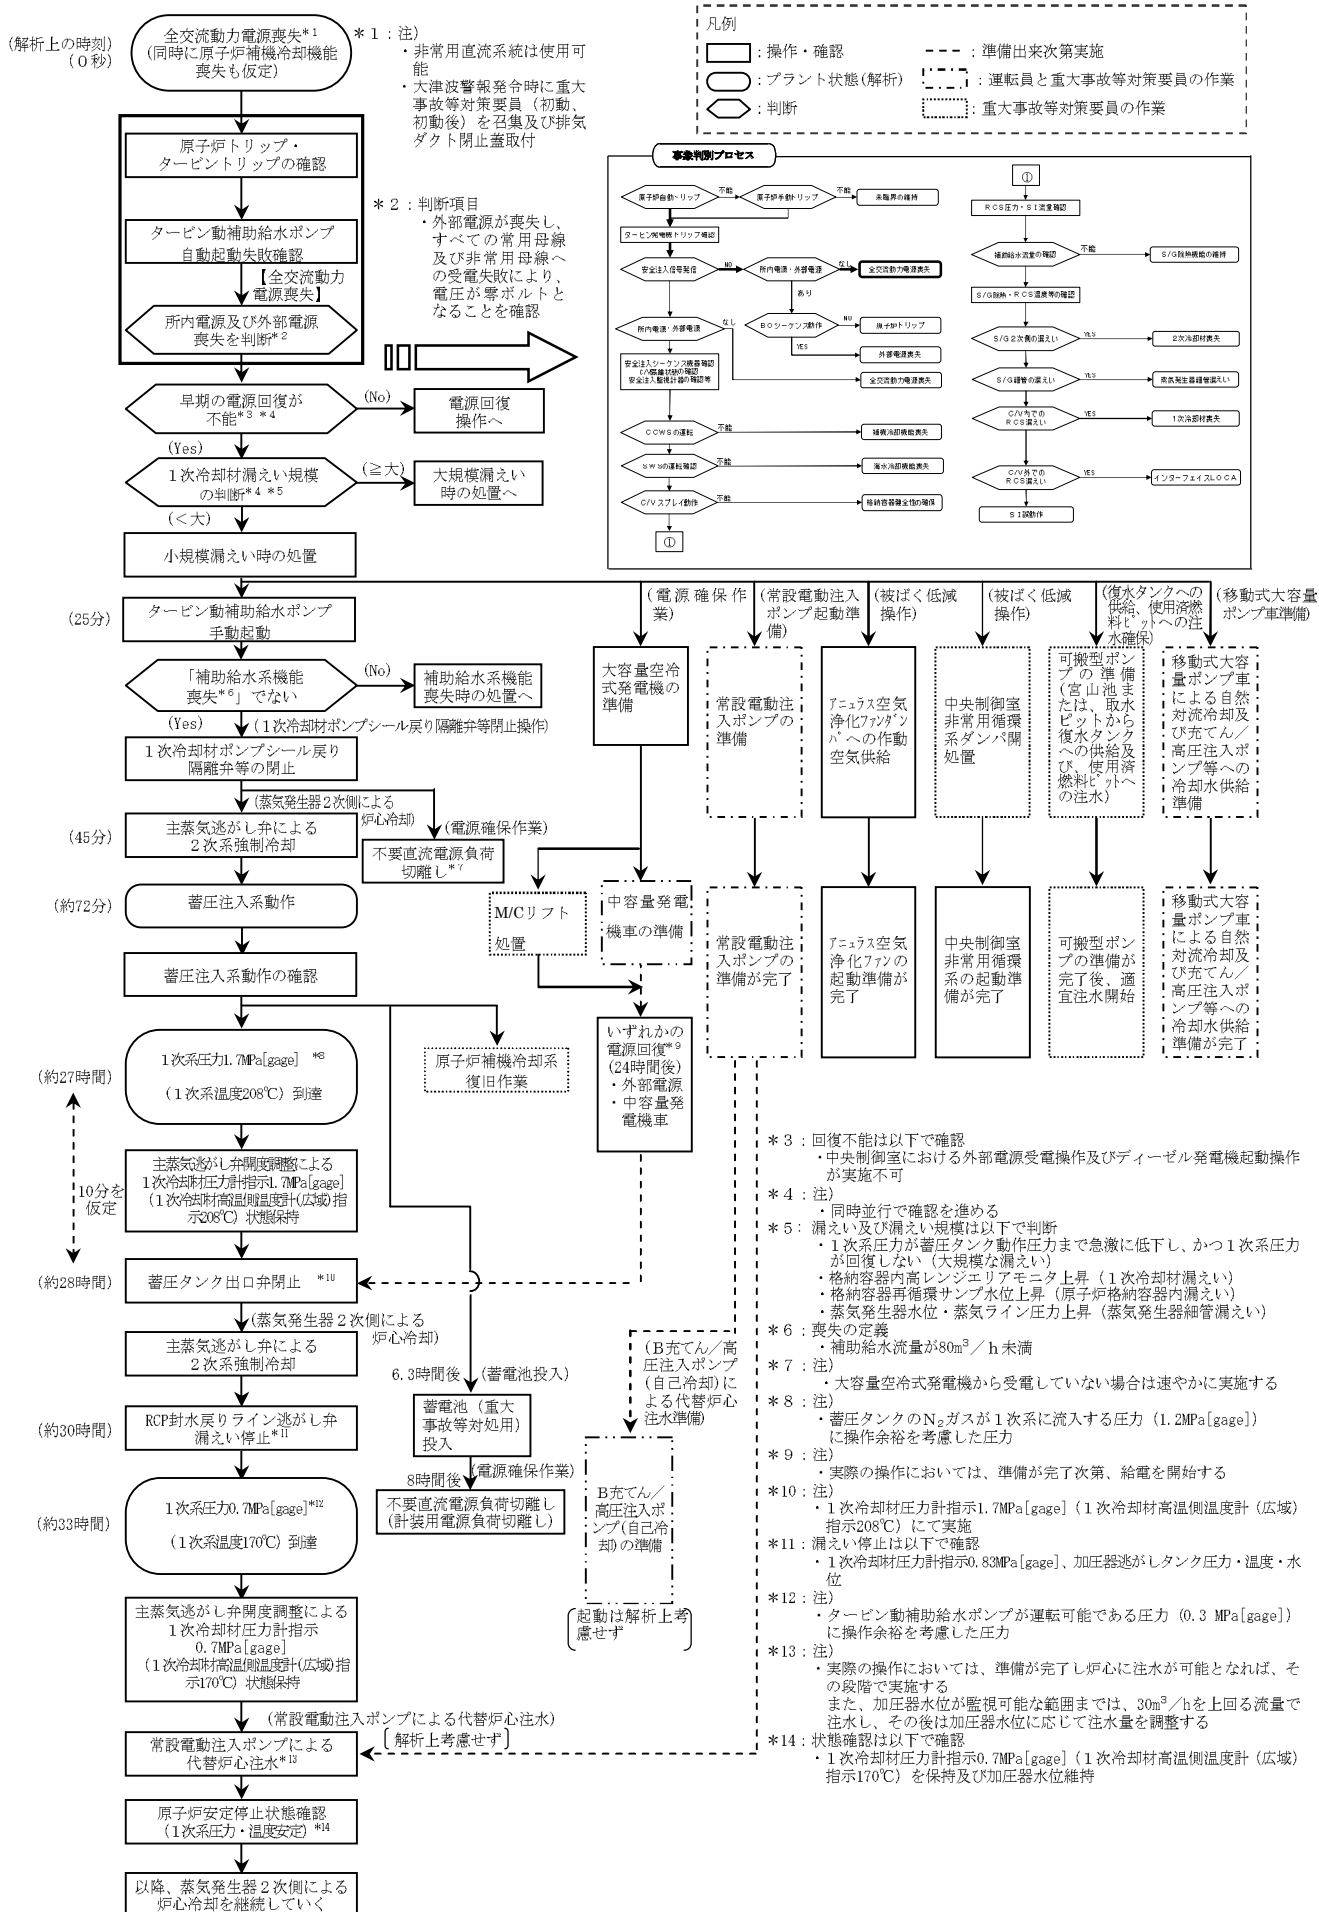 (解析上の時刻)
(０秒)
全交流動力電源喪失*1
(同時に原子炉補機冷却機能
喪失も仮定)
＊１：注)
・非常用直流系統は使用可
能
・大津波警報発令時に重大
事故等対策要員（初動、
初動後）を召集及び排気
ダクト閉止蓋取付
凡例
：操作・確認
：プラント状態(解析)
：判断
：準備出来次第実施
：運転員と重大事故等対策要員の作業
：重大事故等対策要員の作業
原子炉トリップ・
タービントリップの確認
タービン動補助給水ポンプ
自動起動失敗確認
【全交流動力
電源喪失】
所内電源及び外部電源
喪失を判断*2
＊２：判断項目
・外部電源が喪失し、
すべての常用母線
及び非常用母線へ
の受電失敗により、
電圧が零ボルトと
なることを確認
事象判別プロセス
原子炉自動トリップ
不能
原子炉手動トリップ
不能
未臨界の維持
タービン発電機トリップ確認
安全注入信号発信
NO
所内電源・外部電源
なし
全交流動力電源喪失
あり
所内電源・外部電源
なし
BOシーケンス動作
NO
原子炉トリップ
YES
外部電源喪失
安全注入シーケンス機器確認
C/V隔離状態の確認
安全注入監視計器の確認等
全交流動力電源喪失
CCWSの運転
不能
補機冷却機能喪失
SWSの運転確認
不能
海水冷却機能喪失
C/Vスプレイ動作
不能
格納容器健全性の確保
①
①
RCS圧力・SI流量確認
補助給水流量の確認
不能
S/G除熱機能の維持
S/G除熱・RCS温度等の確認
S/G２次側の漏えい
YES
２次冷却材喪失
S/G細管の漏えい
YES
蒸気発生器細管漏えい
C/V内での
RCS漏えい
YES
１次冷却材喪失
C/V外での
RCS漏えい
YES
インターフェイスLOCA
SI誤動作
早期の電源回復が
不能*3 *4
(No)
電源回復
操作へ
(Yes)
１次冷却材漏えい規模
の判断*4 *5
(≧大)
大規模漏えい
時の処置へ
(＜大)
小規模漏えい時の処置
(25分)
タービン動補助給水ポンプ
手動起動
「補助給水系機能
喪失*6」でない
(No)
補助給水系機能
喪失時の処置へ
(Yes)
(１次冷却材ポンプシール戻り隔離弁等閉止操作)
１次冷却材ポンプシール戻り
隔離弁等の閉止
(蒸気発生器２次側による
炉心冷却)
(45分)
主蒸気逃がし弁による
２次系強制冷却
(電源確保作業)
不要直流電源負荷
切離し*7
(約72分)
蓄圧注入系動作
蓄圧注入系動作の確認
(電源確保作
業)
大容量空冷
式発電機の
準備
(常設電動注入
ポンプ起動準
備)
常設電動注
入ポンプの
準備
(被ばく低減
操作)
ｱﾆｭﾗｽ空気
浄化ﾌｧﾝﾀﾞﾝ
ﾊﾟへの作動
空気供給
(被ばく低減
操作)
中央制御室
非常用循環
系ダンパ開
処置
(復水タンクへの
供給、使用済燃
料ﾋﾟｯﾄへの注
水確保)
可搬型ポン
プの準備
(宮山池ま
たは、取水
ピットから
復水タンク
への供給及
び、使用済
燃料ﾋﾟｯﾄへ
の注水)
(移動式大容量
ポンプ車準備)
移動式大容
量ポンプ車
による自然
対流冷却及
び充てん／
高圧注入ポ
ンプ等への
冷却水供給
準備
M/Cリフト
処置
中容量発電
機車の準備
常設電動注
入ポンプの
準備が完了
ｱﾆｭﾗｽ空気
浄化ﾌｧﾝの
起動準備が
完了
中央制御室
非常用循環
系の起動準
備が完了
可搬型ポン
プの準備が
完了後、適
宜注水開始
移動式大容
量ポンプ車
による自然
対流冷却及
び充てん／
高圧注入ポ
ンプ等への
冷却水供給
準備が完了
(約27時間)
１次系圧力1.7MPa[gage] *8
(１次系温度208℃) 到達
原子炉補機冷却系
復旧作業
いずれかの
電源回復*9
(24時間後)
・外部電源
・中容量発
電機車
10分を
仮定
主蒸気逃がし弁開度調整による
１次冷却材圧力計指示1.7MPa[gage]
（１次冷却材高温側温度計(広域)指
示208℃）状態保持
(約28時間)
蓄圧タンク出口弁閉止 *10
(蒸気発生器２次側による
炉心冷却)
主蒸気逃がし弁による
２次系強制冷却
6.3時間後
(蓄電池投入)
蓄電池（重大
事故等対処用）
投入
(約30時間)
RCP封水戻りライン逃がし弁
漏えい停止*11
8時間後
(電源確保作業)
不要直流電源負荷切離し
(計装用電源負荷切離し)
(約33時間)
１次系圧力0.7MPa[gage]*12
(１次系温度170℃) 到達
(Ｂ充てん／高
圧注入ポンプ
(自己冷却)に
よる代替炉心
注水準備)
Ｂ充てん／
高圧注入ポ
ンプ(自己冷
却)の準備
起動は解析上考
慮せず
主蒸気逃がし弁開度調整による
１次冷却材圧力計指示
0.7MPa[gage]
（１次冷却材高温側温度計(広域)指
示170℃）状態保持
(常設電動注入ポンプによる代替炉心注水)
解析上考慮せず
常設電動注入ポンプによる
代替炉心注水*13
原子炉安定停止状態確認
（１次系圧力・温度安定）*14
以降、蒸気発生器２次側による
炉心冷却を継続していく
＊３：回復不能は以下で確認
・中央制御室における外部電源受電操作及びディーゼル発電機起動操作
が実施不可
＊４：注)
・同時並行で確認を進める
＊５：漏えい及び漏えい規模は以下で判断
・１次系圧力が蓄圧タンク動作圧力まで急激に低下し、かつ１次系圧力
が回復しない（大規模な漏えい）
・格納容器内高レンジエリアモニタ上昇（１次冷却材漏えい）
・格納容器再循環サンプ水位上昇（原子炉格納容器内漏えい）
・蒸気発生器水位・蒸気ライン圧力上昇（蒸気発生器細管漏えい）
＊６：喪失の定義
・補助給水流量が80m³／ｈ未満
＊７：注)
・大容量空冷式発電機から受電していない場合は速やかに実施する
＊８：注)
・蓄圧タンクのＮ₂ガスが１次系に流入する圧力（1.2MPa[gage]）
に操作余裕を考慮した圧力
＊９：注)
・実際の操作においては、準備が完了次第、給電を開始する
＊10：注)
・１次冷却材圧力計指示1.7MPa[gage]（１次冷却材高温側温度計（広域）
指示208℃）にて実施
＊11：漏えい停止は以下で確認
・１次冷却材圧力計指示0.83MPa[gage]、加圧器逃がしタンク圧力・温度・水
位
＊12：注)
・タービン動補助給水ポンプが運転可能である圧力（0.3 MPa[gage]）
に操作余裕を考慮した圧力
＊13：注)
・実際の操作においては、準備が完了し炉心に注水が可能となれば、そ
の段階で実施する
また、加圧器水位が監視可能な範囲までは、30m³／hを上回る流量で
注水し、その後は加圧器水位に応じて注水量を調整する
＊14：状態確認は以下で確認
・１次冷却材圧力計指示0.7MPa[gage]（１次冷却材高温側温度計（広域）
指示170℃）を保持及び加圧器水位維持